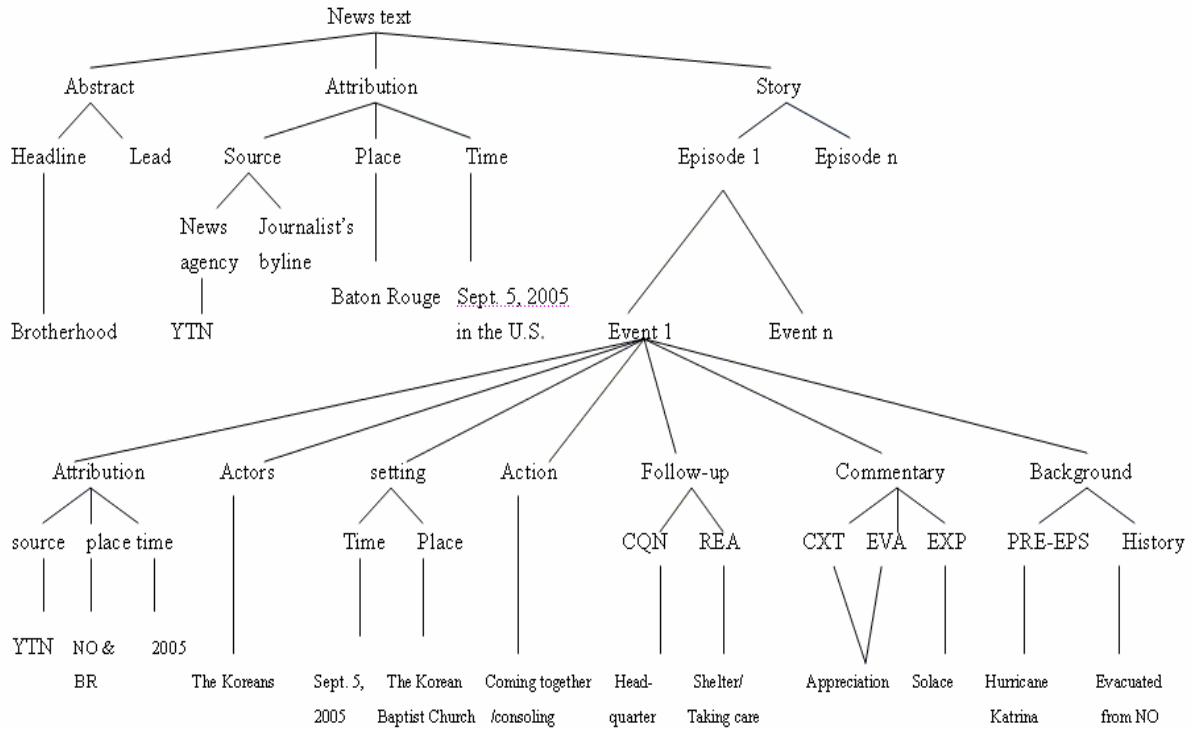 News text
Abstract Attribution Story
Headline Lead Source Place Time Episode 1 Episode n
News Journalist's
agency byline
Baton Rouge Sept. 5, 2005
Brotherhood YTN in the U.S. Event 1 Event n
Attribution Actors setting Action Follow-up Commentary Background
source place time Time Place CQN REA CXT EVA EXP PRE-EPS History
YTN NO & 2005
BR The Koreans Sept. 5, The Korean Coming together Head- Shelter/ Appreciation Solace Hurricane Evacuated
2005 Baptist Church /consoling quarter Taking care Katrina from NO